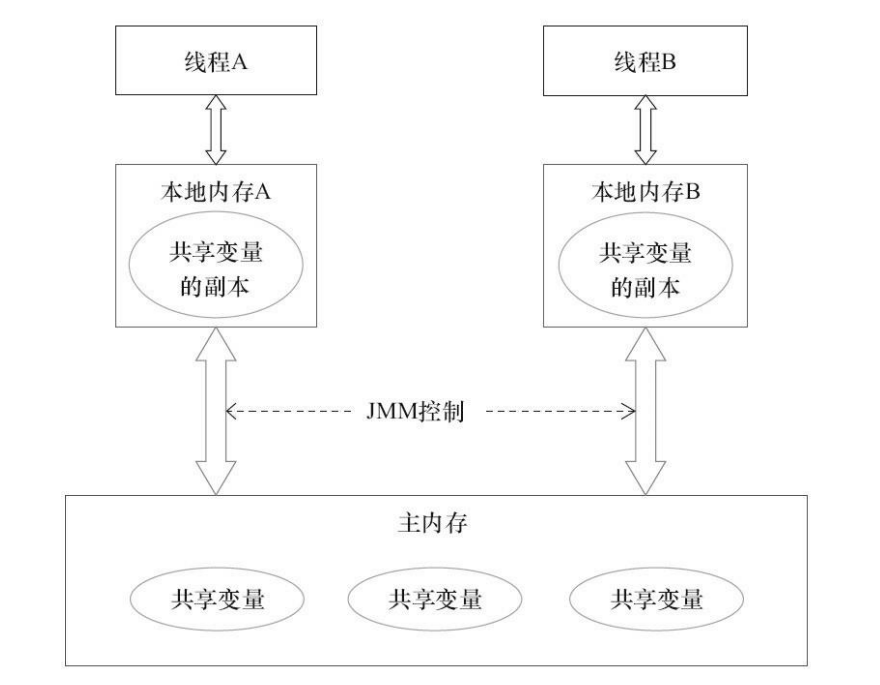 线程A
线程B
本地内存A
共享变量
的副本
本地内存B
共享变量
的副本
JMM控制
主内存
共享变量
共享变量
共享变量